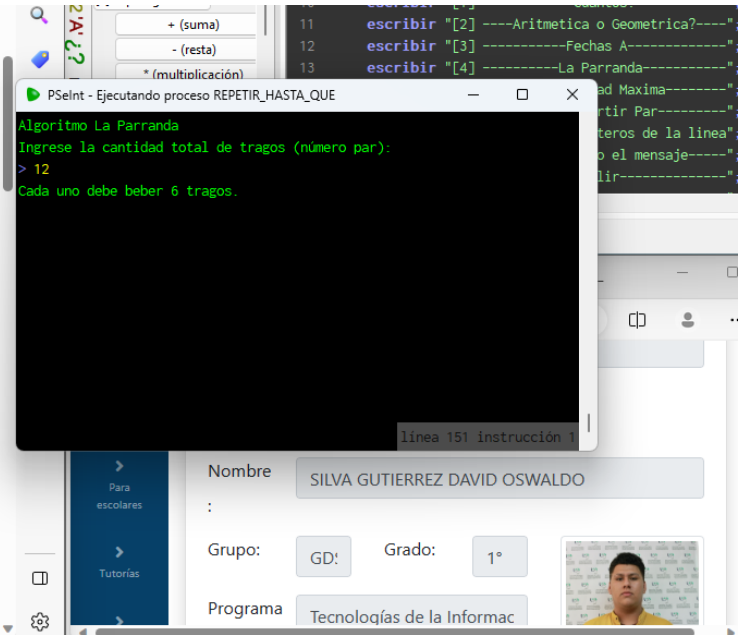 + (suma)
- (resta)
* (multiplicación)
11 escribir "[2] ----Aritmetica o Geometrica?----";
12 escribir "[3] -----------Fechas A-------------";
13 escribir "[4] ----------La Parranda-----------";
ad Maxima--------"
rtir Par---------"
teros de la linea"
o el mensaje-----"
lir--------------"
PSeInt - Ejecutando proceso REPETIR_HASTA_QUE
Algoritmo La Parranda
Ingrese la cantidad total de tragos (número par):
> 12
Cada uno debe beber 6 tragos.
línea 151 instrucción 1
Para
escolares
Tutorías
Nombre
:
SILVA GUTIERREZ DAVID OSWALDO
Grupo:
Grado:
1°
Programa
Tecnologías de la Informac